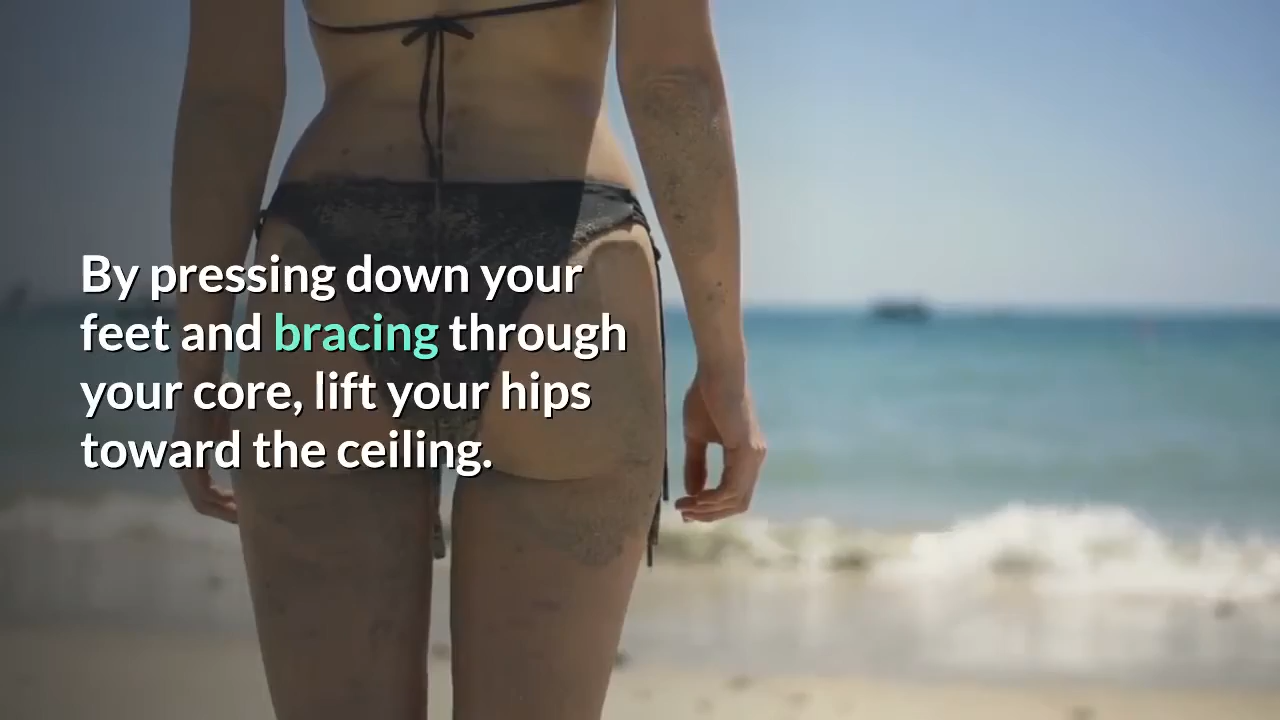 By pressing down your
feet and bracing through
your core, lift your hips
toward the ceiling.